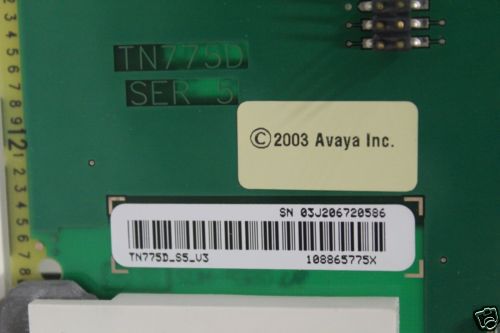 TN775D
SER 5
© 2003 Avaya Inc.
SN 03J206720586
TN775D_S5_V3
108865775X